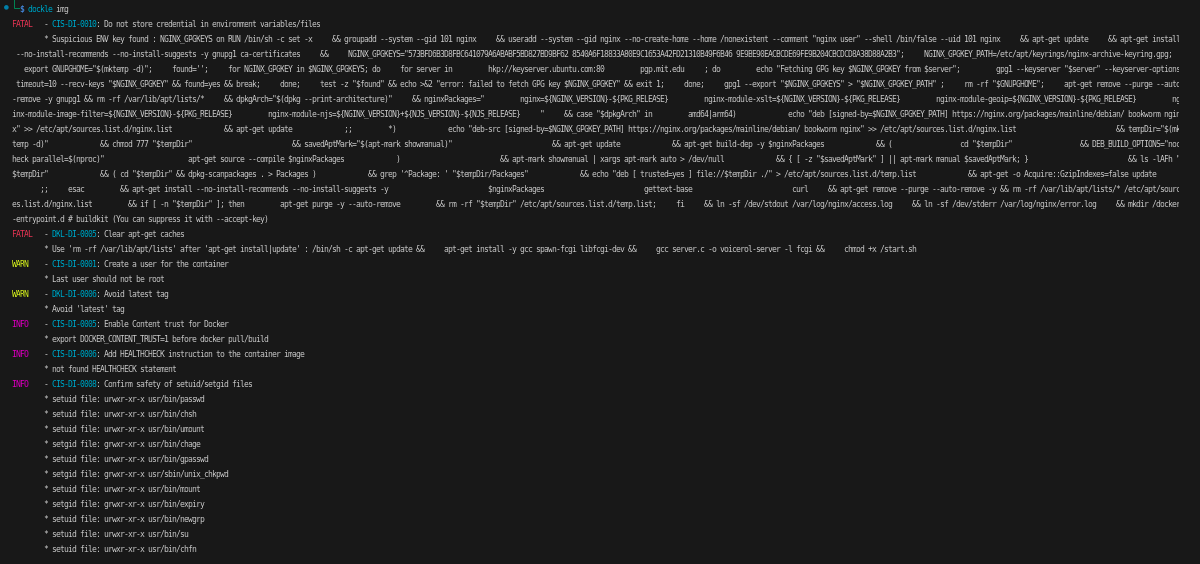 $ dockle img
FATAL - CIS-DI-0010: Do not store credential in environment variables/files
* Suspicious ENV key found : NGINX_GPGKEYS on RUN /bin/sh -c set -x && groupadd --system --gid 101 nginx && useradd --system --gid nginx --no-create-home --home /nonexistent --comment "nginx user" --shell /bin/false --uid 101 nginx && apt-get update && apt-get install
--no-install-recommends --no-install-suggests -y gnupg1 ca-certificates && NGINX_GPGKEYS="573BFD6B3D8FBC641079A6ABABF5BD827BD9BF62 8540A6F18833A80E9C1653A42FD21310B49F6B46 9E9BE90EACBCDE69FE9B204CBCDCD8A38D88A2B3"; NGINX_GPGKEY_PATH=/etc/apt/keyrings/nginx-archive-keyring.gpg;
export GNUPGHOME="$(mktemp -d)"; found=''; for NGINX_GPGKEY in $NGINX_GPGKEYS; do for server in hkp://keyserver.ubuntu.com:80 pgp.mit.edu ; do echo "Fetching GPG key $NGINX_GPGKEY from $server"; gpg1 --keyserver "$server" --keyserver-options
timeout=10 --recv-keys "$NGINX_GPGKEY" && found=yes && break; done; test -z "$found" && echo >&2 "error: failed to fetch GPG key $NGINX_GPGKEY" && exit 1; done; gpg1 --export "$NGINX_GPGKEYS" > "$NGINX_GPGKEY_PATH" ; rm -rf "$GNUPGHOME"; apt-get remove --purge --auto
-remove -y gnupg1 && rm -rf /var/lib/apt/lists/* && dpkgArch="$(dpkg --print-architecture)" && nginxPackages=" nginx=${NGINX_VERSION}-${PKG_RELEASE} nginx-module-xslt=${NGINX_VERSION}-${PKG_RELEASE} nginx-module-geoip=${NGINX_VERSION}-${PKG_RELEASE} ng
inx-module-image-filter=${NGINX_VERSION}-${PKG_RELEASE} nginx-module-njs=${NGINX_VERSION}+${NJS_VERSION}-${NJS_RELEASE} " && case "$dpkgArch" in amd64|arm64) echo "deb [signed-by=$NGINX_GPGKEY_PATH] https://nginx.org/packages/mainline/debian/ bookworm ngin
x" >> /etc/apt/sources.list.d/nginx.list && apt-get update ;; *) echo "deb-src [signed-by=$NGINX_GPGKEY_PATH] https://nginx.org/packages/mainline/debian/ bookworm nginx" >> /etc/apt/sources.list.d/nginx.list && tempDir="$(mk
temp -d)" && chmod 777 "$tempDir" && savedAptMark="$(apt-mark showmanual)" && apt-get update && apt-get build-dep -y $nginxPackages && ( cd "$tempDir" && DEB_BUILD_OPTIONS="noc
heck parallel=$(nproc)" apt-get source --compile $nginxPackages ) && apt-mark showmanual | xargs apt-mark auto > /dev/null && { [ -z "$savedAptMark" ] || apt-mark manual $savedAptMark; } && ls -lAFh "
$tempDir" && ( cd "$tempDir" && dpkg-scanpackages . > Packages ) && grep '^Package: ' "$tempDir/Packages" && echo "deb [ trusted=yes ] file://$tempDir ./" > /etc/apt/sources.list.d/temp.list && apt-get -o Acquire::GzipIndexes=false update
;; esac && apt-get install --no-install-recommends --no-install-suggests -y $nginxPackages gettext-base curl && apt-get remove --purge --auto-remove -y && rm -rf /var/lib/apt/lists/* /etc/apt/sourc
es.list.d/nginx.list && if [ -n "$tempDir" ]; then apt-get purge -y --auto-remove && rm -rf "$tempDir" /etc/apt/sources.list.d/temp.list; fi && ln -sf /dev/stdout /var/log/nginx/access.log && ln -sf /dev/stderr /var/log/nginx/error.log && mkdir /docker
-entrypoint.d # buildkit (You can suppress it with --accept-key)
FATAL - DKL-DI-0005: Clear apt-get caches
* Use 'rm -rf /var/lib/apt/lists' after 'apt-get install|update' : /bin/sh -c apt-get update && apt-get install -y gcc spawn-fcgi libfcgi-dev && gcc server.c -o voicerol-server -l fcgi && chmod +x /start.sh
WARN - CIS-DI-0001: Create a user for the container
* Last user should not be root
WARN - DKL-DI-0006: Avoid latest tag
* Avoid 'latest' tag
INFO - CIS-DI-0005: Enable Content trust for Docker
* export DOCKER_CONTENT_TRUST=1 before docker pull/build
INFO - CIS-DI-0006: Add HEALTHCHECK instruction to the container image
* not found HEALTHCHECK statement
INFO - CIS-DI-0008: Confirm safety of setuid/setgid files
* setuid file: urwxr-xr-x usr/bin/passwd
* setuid file: urwxr-xr-x usr/bin/chsh
* setuid file: urwxr-xr-x usr/bin/umount
* setgid file: grwxr-xr-x usr/bin/chage
* setuid file: urwxr-xr-x usr/bin/gpasswd
* setgid file: grwxr-xr-x usr/sbin/unix_chkpwd
* setuid file: urwxr-xr-x usr/bin/mount
* setgid file: grwxr-xr-x usr/bin/expiry
* setuid file: urwxr-xr-x usr/bin/newgrp
* setuid file: urwxr-xr-x usr/bin/su
* setuid file: urwxr-xr-x usr/bin/chfn